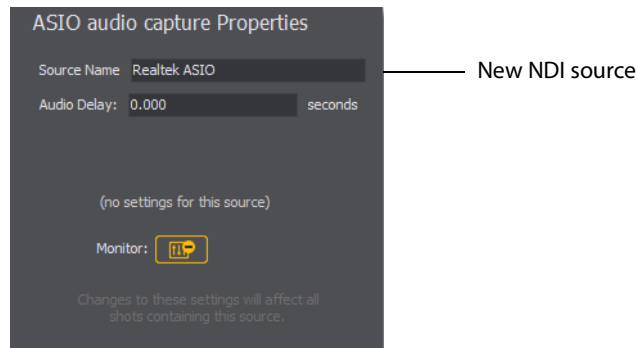 ASIO audio capture Properties
Source Name Realtek ASIO
New NDI source
Audio Delay: 0.000 seconds
(no settings for this source)
Monitor:
Changes to these settings will affect all
shots containing this source.